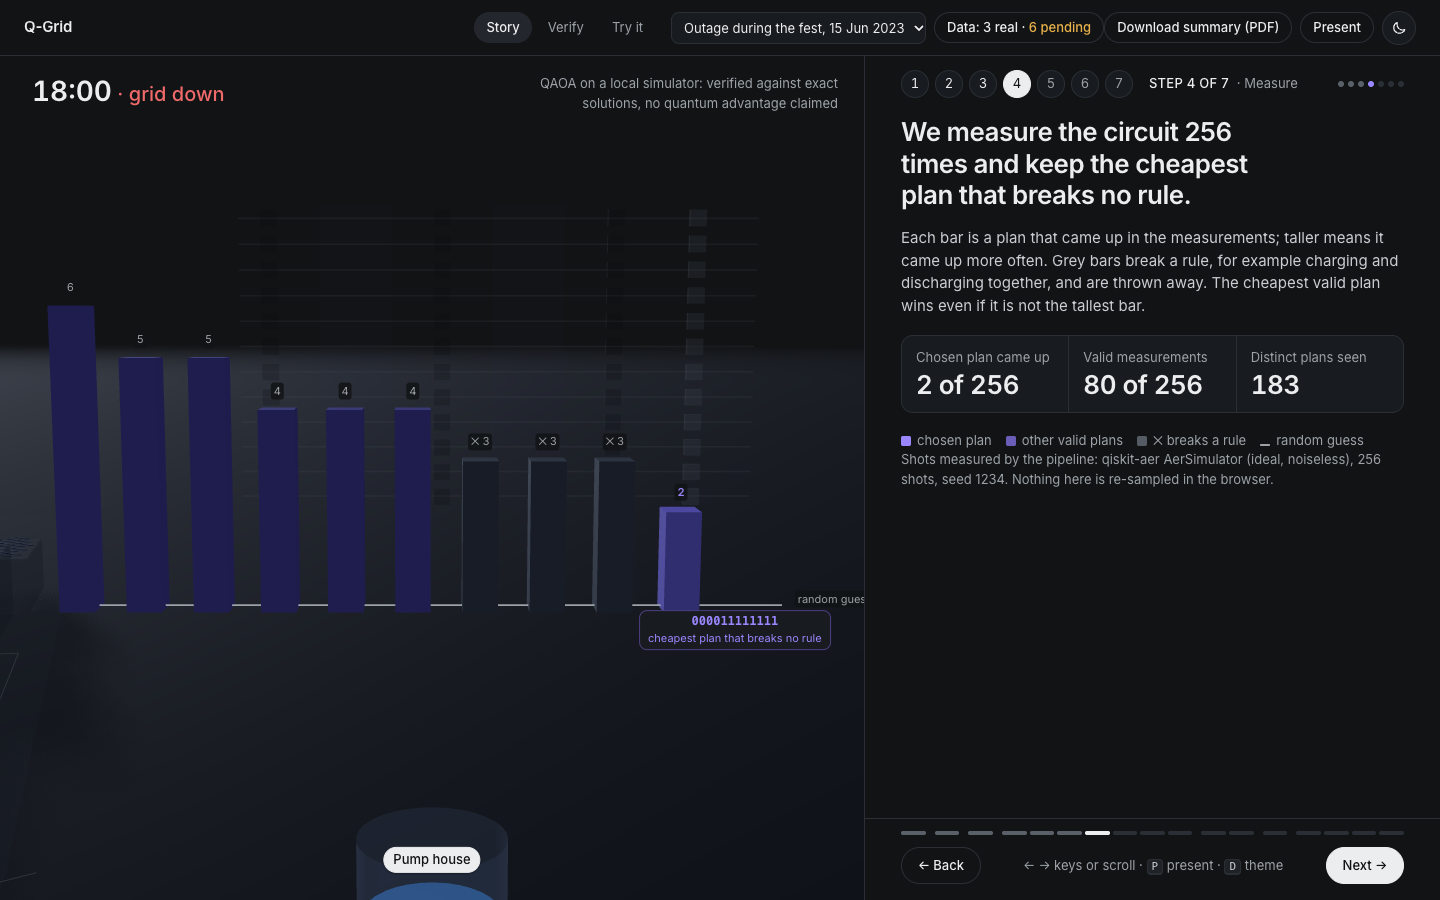 Q-Grid
Story
Verify
Try it
Outage during the fest, 15 Jun 2023
Data: 3 real · 6 pending
Download summary (PDF)
Present
18:00 · grid down
QAOA on a local simulator: verified against exact
solutions, no quantum advantage claimed
6
5
5
4
4
4
× 3
× 3
× 3
2
random gues
000011111111
cheapest plan that breaks no rule
Pump house
1 2 3 4 5 6 7 STEP 4 OF 7 · Measure
We measure the circuit 256
times and keep the cheapest
plan that breaks no rule.
Each bar is a plan that came up in the measurements; taller means it
came up more often. Grey bars break a rule, for example charging and
discharging together, and are thrown away. The cheapest valid plan
wins even if it is not the tallest bar.
Chosen plan came up
2 of 256
Valid measurements
80 of 256
Distinct plans seen
183
chosen plan
other valid plans
× breaks a rule
random guess
Shots measured by the pipeline: qiskit-aer AerSimulator (ideal, noiseless), 256
shots, seed 1234. Nothing here is re-sampled in the browser.
← Back
← → keys or scroll · P present · D theme
Next →